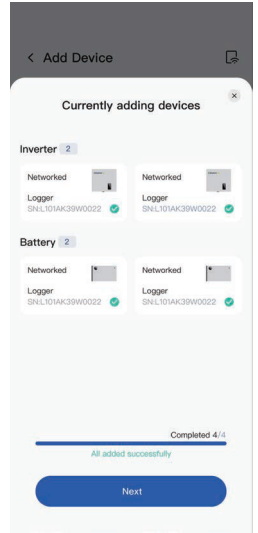 < Add Device
Currently adding devices
Inverter 2
Networked Networked
Logger Logger
SN:L101AK39W0022 SN:L101AK39W0022
Battery 2
Networked Networked
Logger Logger
SN:L101AK39W0022 SN:L101AK39W0022
Completed 4/4
All added successfully
Next